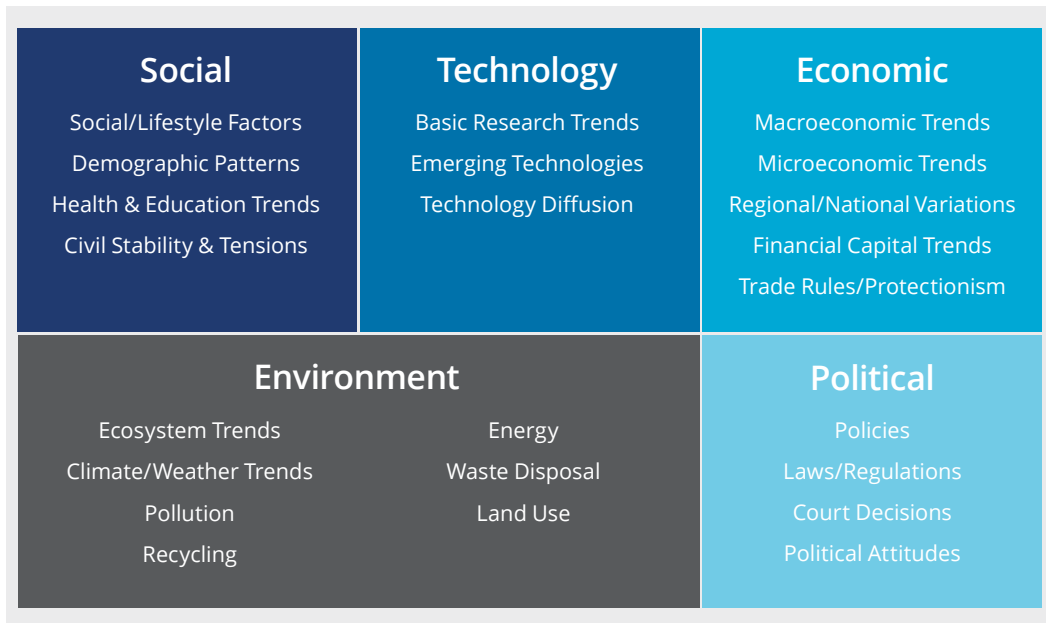 Social
Social/Lifestyle Factors
Demographic Patterns
Health & Education Trends
Civil Stability & Tensions
Technology
Basic Research Trends
Emerging Technologies
Technology Diffusion
Economic
Macroeconomic Trends
Microeconomic Trends
Regional/National Variations
Financial Capital Trends
Trade Rules/Protectionism
Environment
Ecosystem Trends
Climate/Weather Trends
Pollution
Recycling
Energy
Waste Disposal
Land Use
Political
Policies
Laws/Regulations
Court Decisions
Political Attitudes